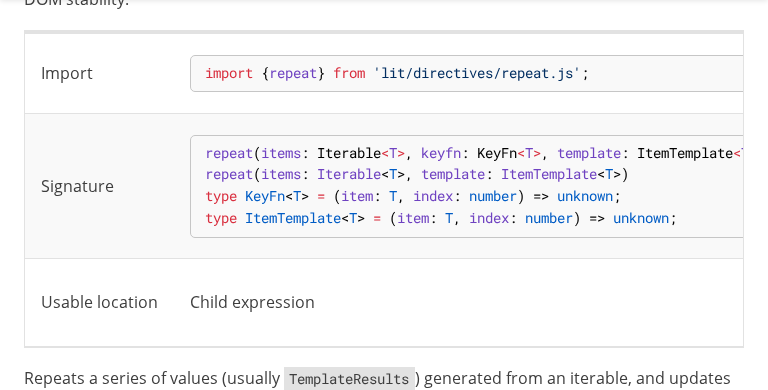 DOM stability.
Import
import {repeat} from 'lit/directives/repeat.js';
Signature
repeat(items: Iterable<T>, keyfn: KeyFn<T>, template: ItemTemplate<
repeat(items: Iterable<T>, template: ItemTemplate<T>)
type KeyFn<T> = (item: T, index: number) => unknown;
type ItemTemplate<T> = (item: T, index: number) => unknown;
Usable location
Child expression
Repeats a series of values (usually TemplateResults) generated from an iterable, and updates